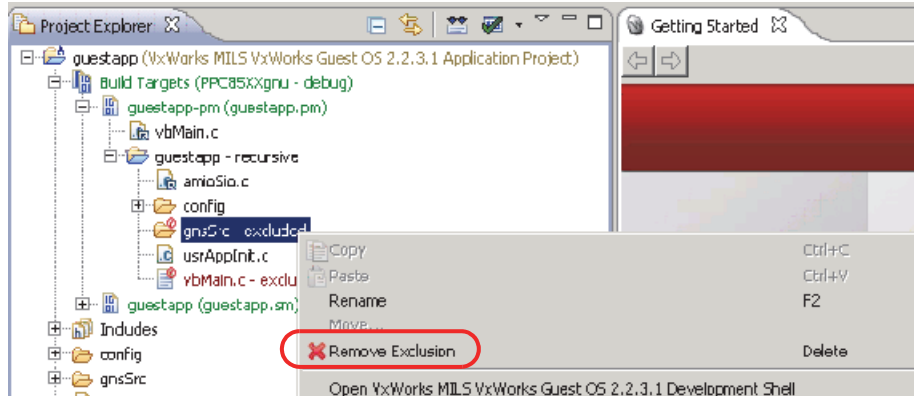 Project Explorer
Getting Started
guestapp (VxWorks MILS VxWorks Guest OS 2.2.3.1 Application Project)
Build Targets (PPC85XXgnu - debug)
guestapp-pm (guestapp.pm)
vbMain.c
guestapp - recursive
amioSio.c
config
gnsSrc - excluded
usrAppInit.c
vbMain.c - exclu
guestapp (guestapp.sm)
Includes
config
gnsSrc
Copy Ctrl+C
Paste Ctrl+V
Rename F2
Move...
Remove Exclusion Delete
Open VxWorks MILS VxWorks Guest OS 2.2.3.1 Development Shell